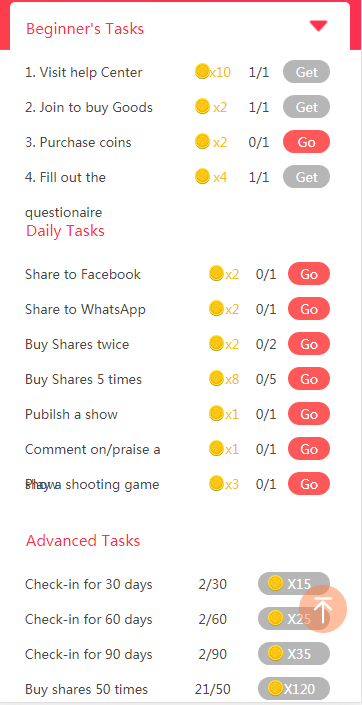 Beginner's Tasks
1. Visit help Center x10 1/1 Get
2. Join to buy Goods x2 1/1 Get
3. Purchase coins x2 0/1 Go
4. Fill out the x4 1/1 Get
questionaire
Daily Tasks
Share to Facebook x2 0/1 Go
Share to WhatsApp x2 0/1 Go
Buy Shares twice x2 0/2 Go
Buy Shares 5 times x8 0/5 Go
Pubilsh a show x1 0/1 Go
Comment on/praise a x1 0/1 Go
show
Play a shooting game x3 0/1 Go
Advanced Tasks
Check-in for 30 days 2/30 X15
Check-in for 60 days 2/60 X25
Check-in for 90 days 2/90 X35
Buy shares 50 times 21/50 X120